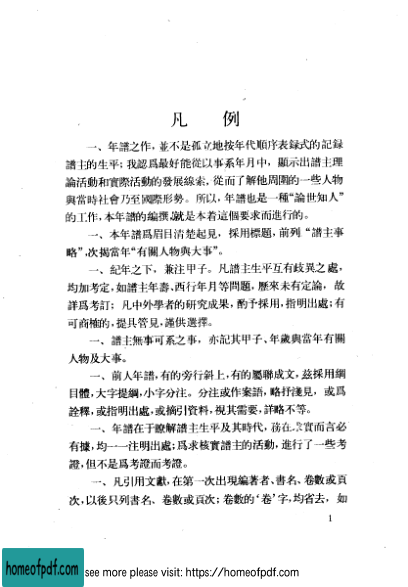 凡 例
一、年譜之作，並不是孤立地按年代順序表録式的記録
譜主的生平；我認爲最好能從以事系年月中，顯示出譜主理
論活動和實際活動的發展綫索，從而了解他周圍的一些人物
與當時社會乃至國際形勢。所以，年譜也是一種“論世知人”
的工作，本年譜的編撰，就是本着這個要求而進行的。
一、本年譜爲眉目清楚起見，採用標題，前列“譜主事
略”，次揭當年“有關人物與大事”。
一、紀年之下，兼注甲子。凡譜主生平互有歧異之處，
均加考定，如譜主年壽、西行年月等問題，歷來未有定論，故
詳爲考訂；凡中外學者的研究成果，酌予採用，指明出處；有
可商榷的，提具管見，謹供選擇。
一、譜主無事可系之事，亦記其甲子、年歲與當年有關
人物及大事。
一、前人年譜，有的旁行斜上，有的屬聯成文，兹採用綱
目體，大字提綱，小字分注。分注或作案語，略抒淺見，或爲
詮釋，或指明出處，或摘引資料，視其需要，詳略不等。
一、年譜在于瞭解譜主生平及其時代，務在徵實而言必
有據，均一一注明出處；爲求核實譜主的活動，進行了一些考
證，但不是爲考證而考證。
一、凡引用文獻，在第一次出現編著者、書名、卷數或頁
次，以後只列書名、卷數或頁次；卷數的‘卷’字，均省去，如
1
homeofpdf.com
see more please visit: https://homeofpdf.com